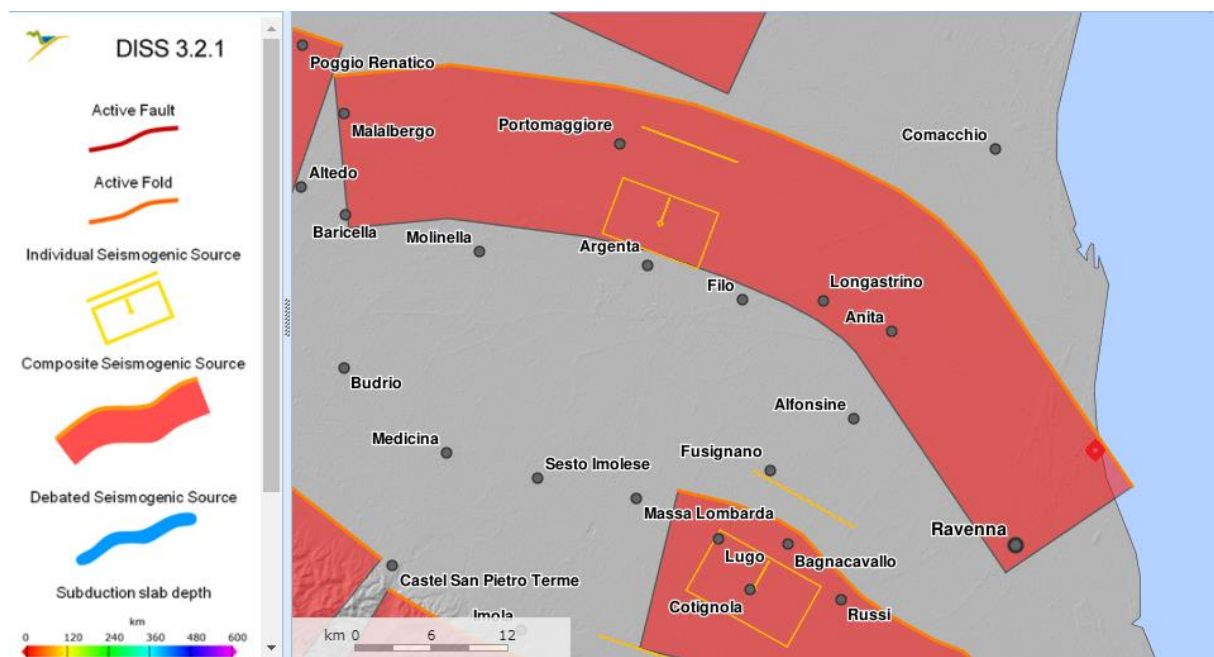 DISS 3.2.1
Active Fault
Active Fold
Individual Seismogenic Source
Composite Seismogenic Source
Debated Seismogenic Source
Subduction slab depth
km
0 120 240 360 480 600
Poggio Renatico
Malalbergo
Portomaggiore
Comacchio
Altedo
Baricella
Molinella
Argenta
Filo
Longastrino
Anita
Budrio
Alfonsine
Medicina
Fusignano
Sesto Imolese
Massa Lombarda
Ravenna
Lugo
Bagnacavallo
Castel San Pietro Terme
Cotignola
Russi
Imola
km 0 6 12